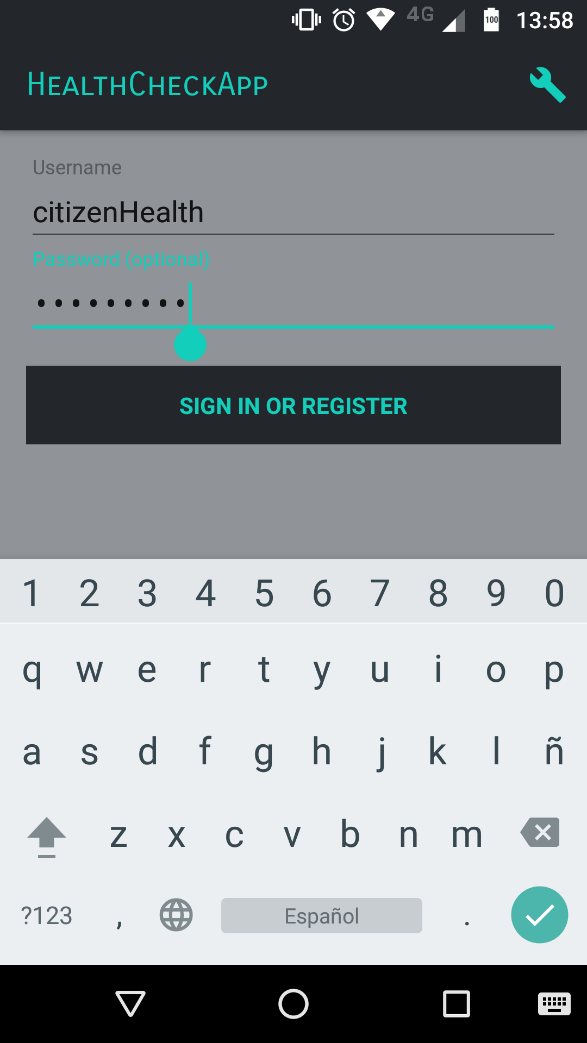 4G 100 13:58
HEALTHCHECKAPP
Username
citizenHealth
Password (optional)
•••••••••
SIGN IN OR REGISTER
1 2 3 4 5 6 7 8 9 0
q w e r t y u i o p
a s d f g h j k l ñ
z x c v b n m
?123 , Español .